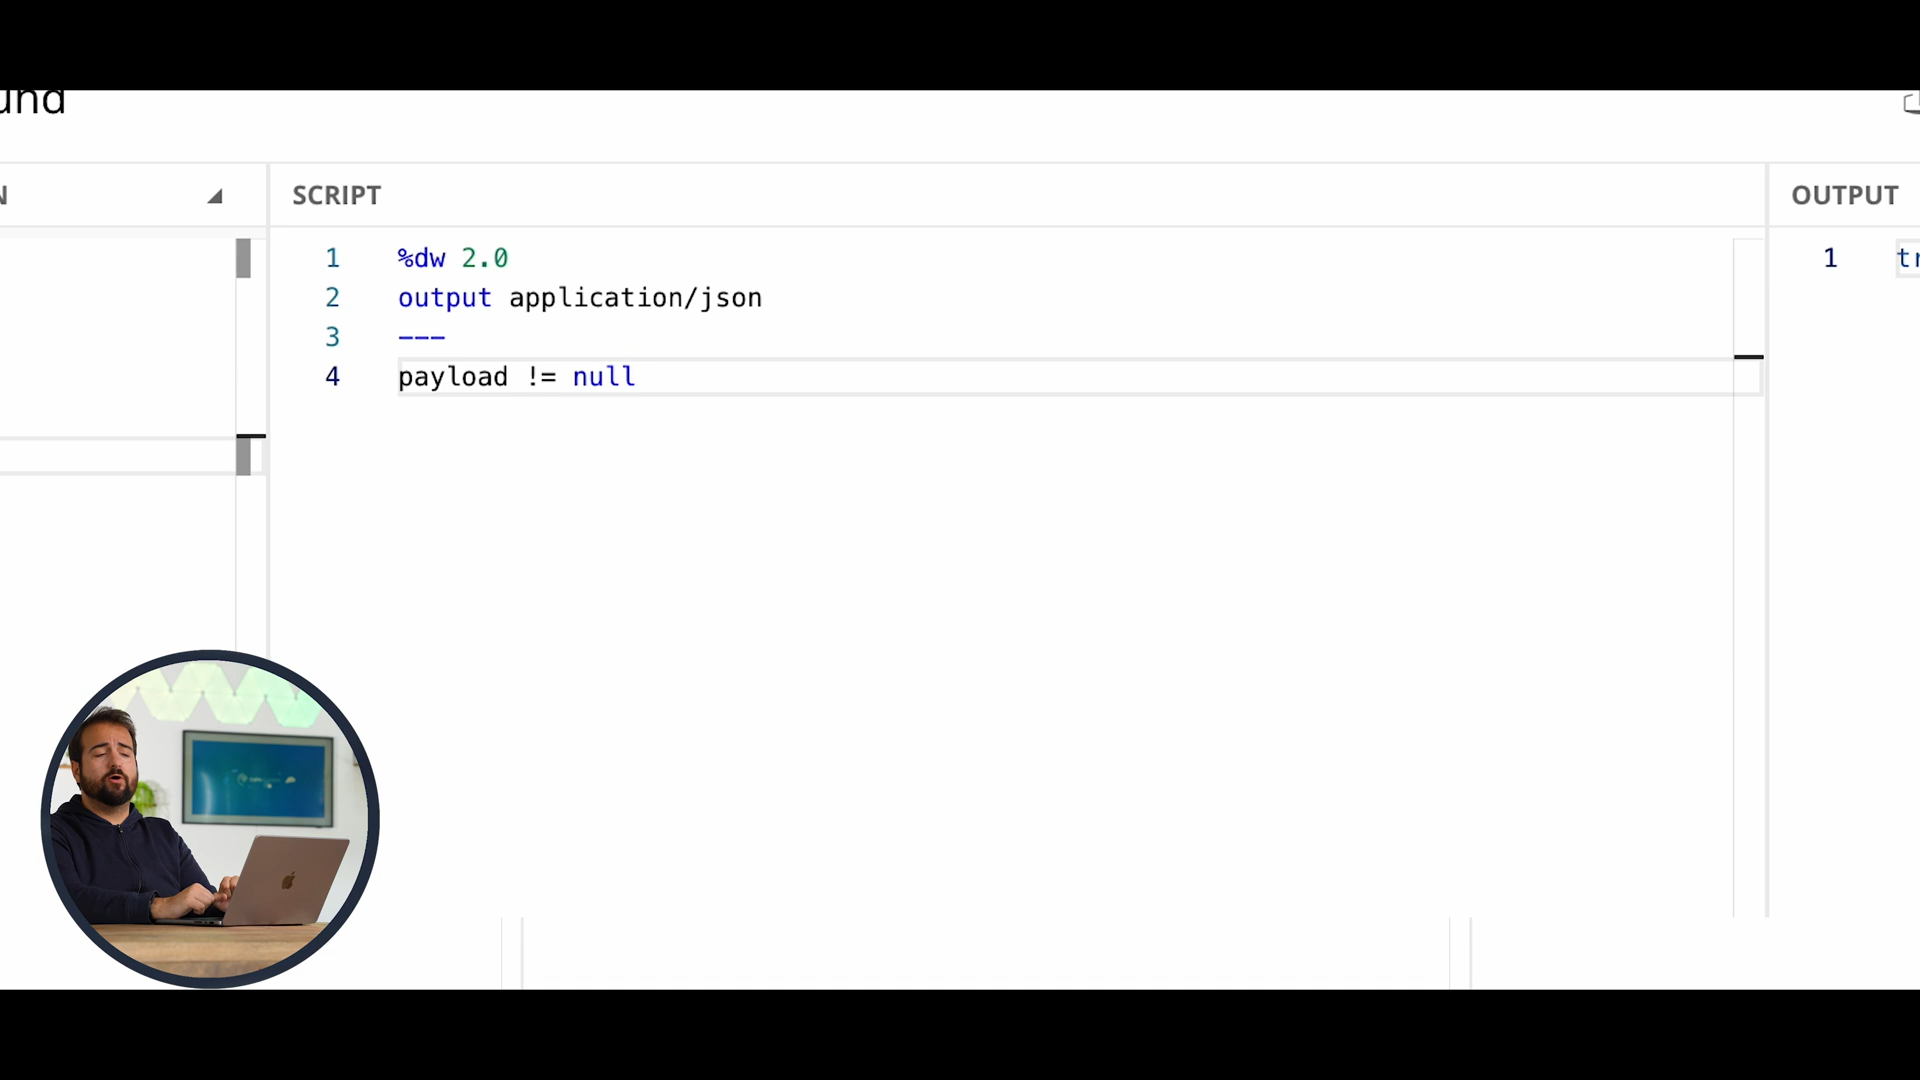 SCRIPT
OUTPUT
1 %dw 2.0
2 output application/json
3 ---
4 payload != null
1